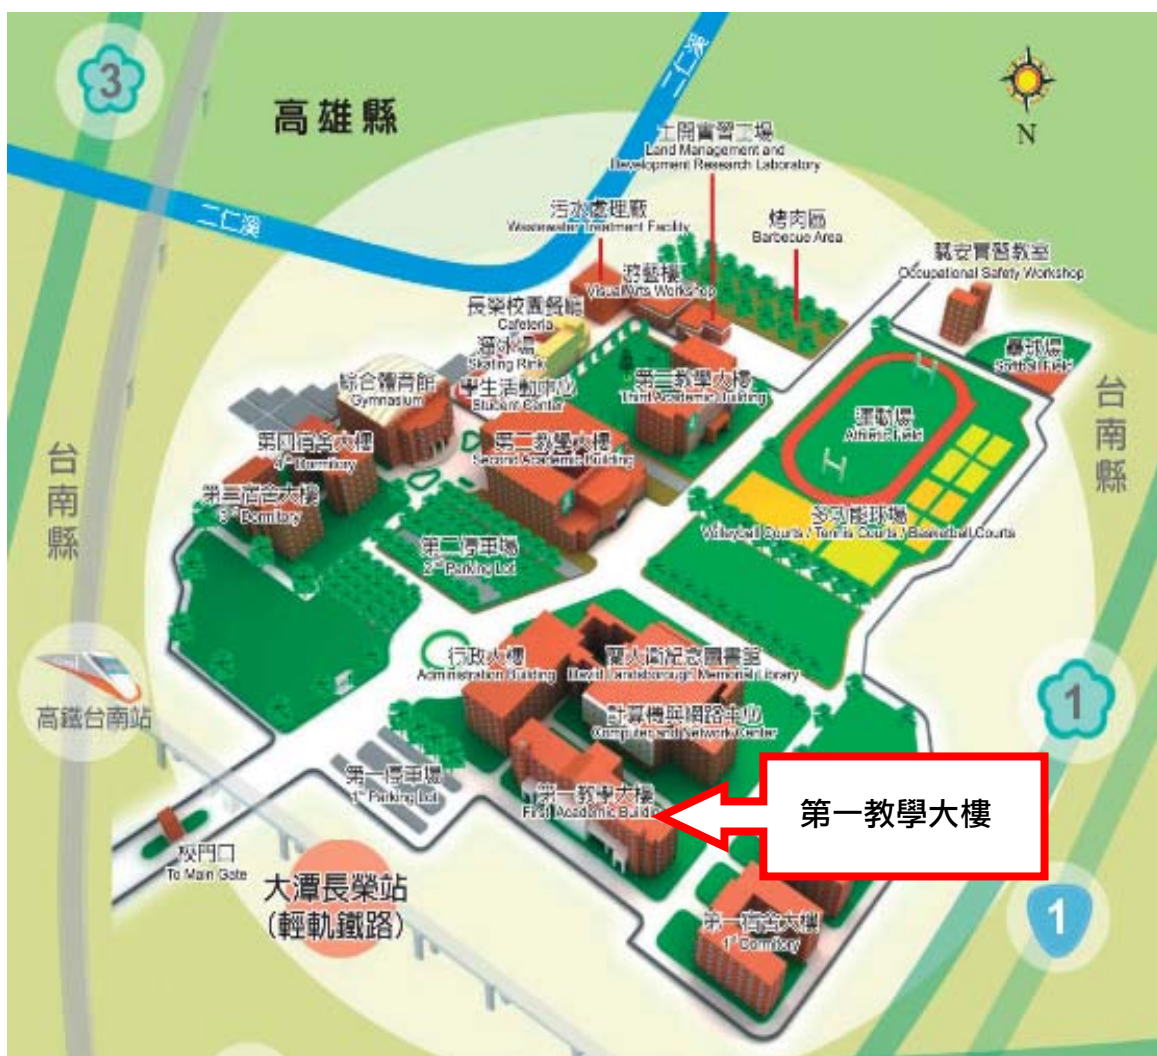 3
高雄縣
二仁溪
二仁溪
N
土開實習工場
Land Management and
Development Research Laboratory
污水處理廠
Wastewater Treatment Facility
烤肉區
Barbecue Area
職安實習教室
Occupational Safety Workshop
游藝樓
Visual Arts Workshop
長榮校園餐廳
Cafeteria
溜冰場
Skating Rink
壘球場
Softball Field
綜合體育館
Gymnasium
學生活動中心
Student Center
第三教學大樓
Third Academic Building
運動場
Athletic Field
台南縣
第四宿舍大樓
4th Dormitory
第二教學大樓
Second Academic Building
台南縣
第三宿舍大樓
3rd Dormitory
多功能球場
Volleyball Courts / Tennis Courts / Basketball Courts
第二停車場
2nd Parking Lot
行政大樓
Administration Building
蘭大衛紀念圖書館
David Landsborough Memorial Library
高鐵台南站
1
計算機與網路中心
Computer and Network Center
第一停車場
1st Parking Lot
第一教學大樓
First Academic Building
第一教學大樓
校門口
To Main Gate
大潭長榮站
(輕軌鐵路)
第一宿舍大樓
1st Dormitory
1